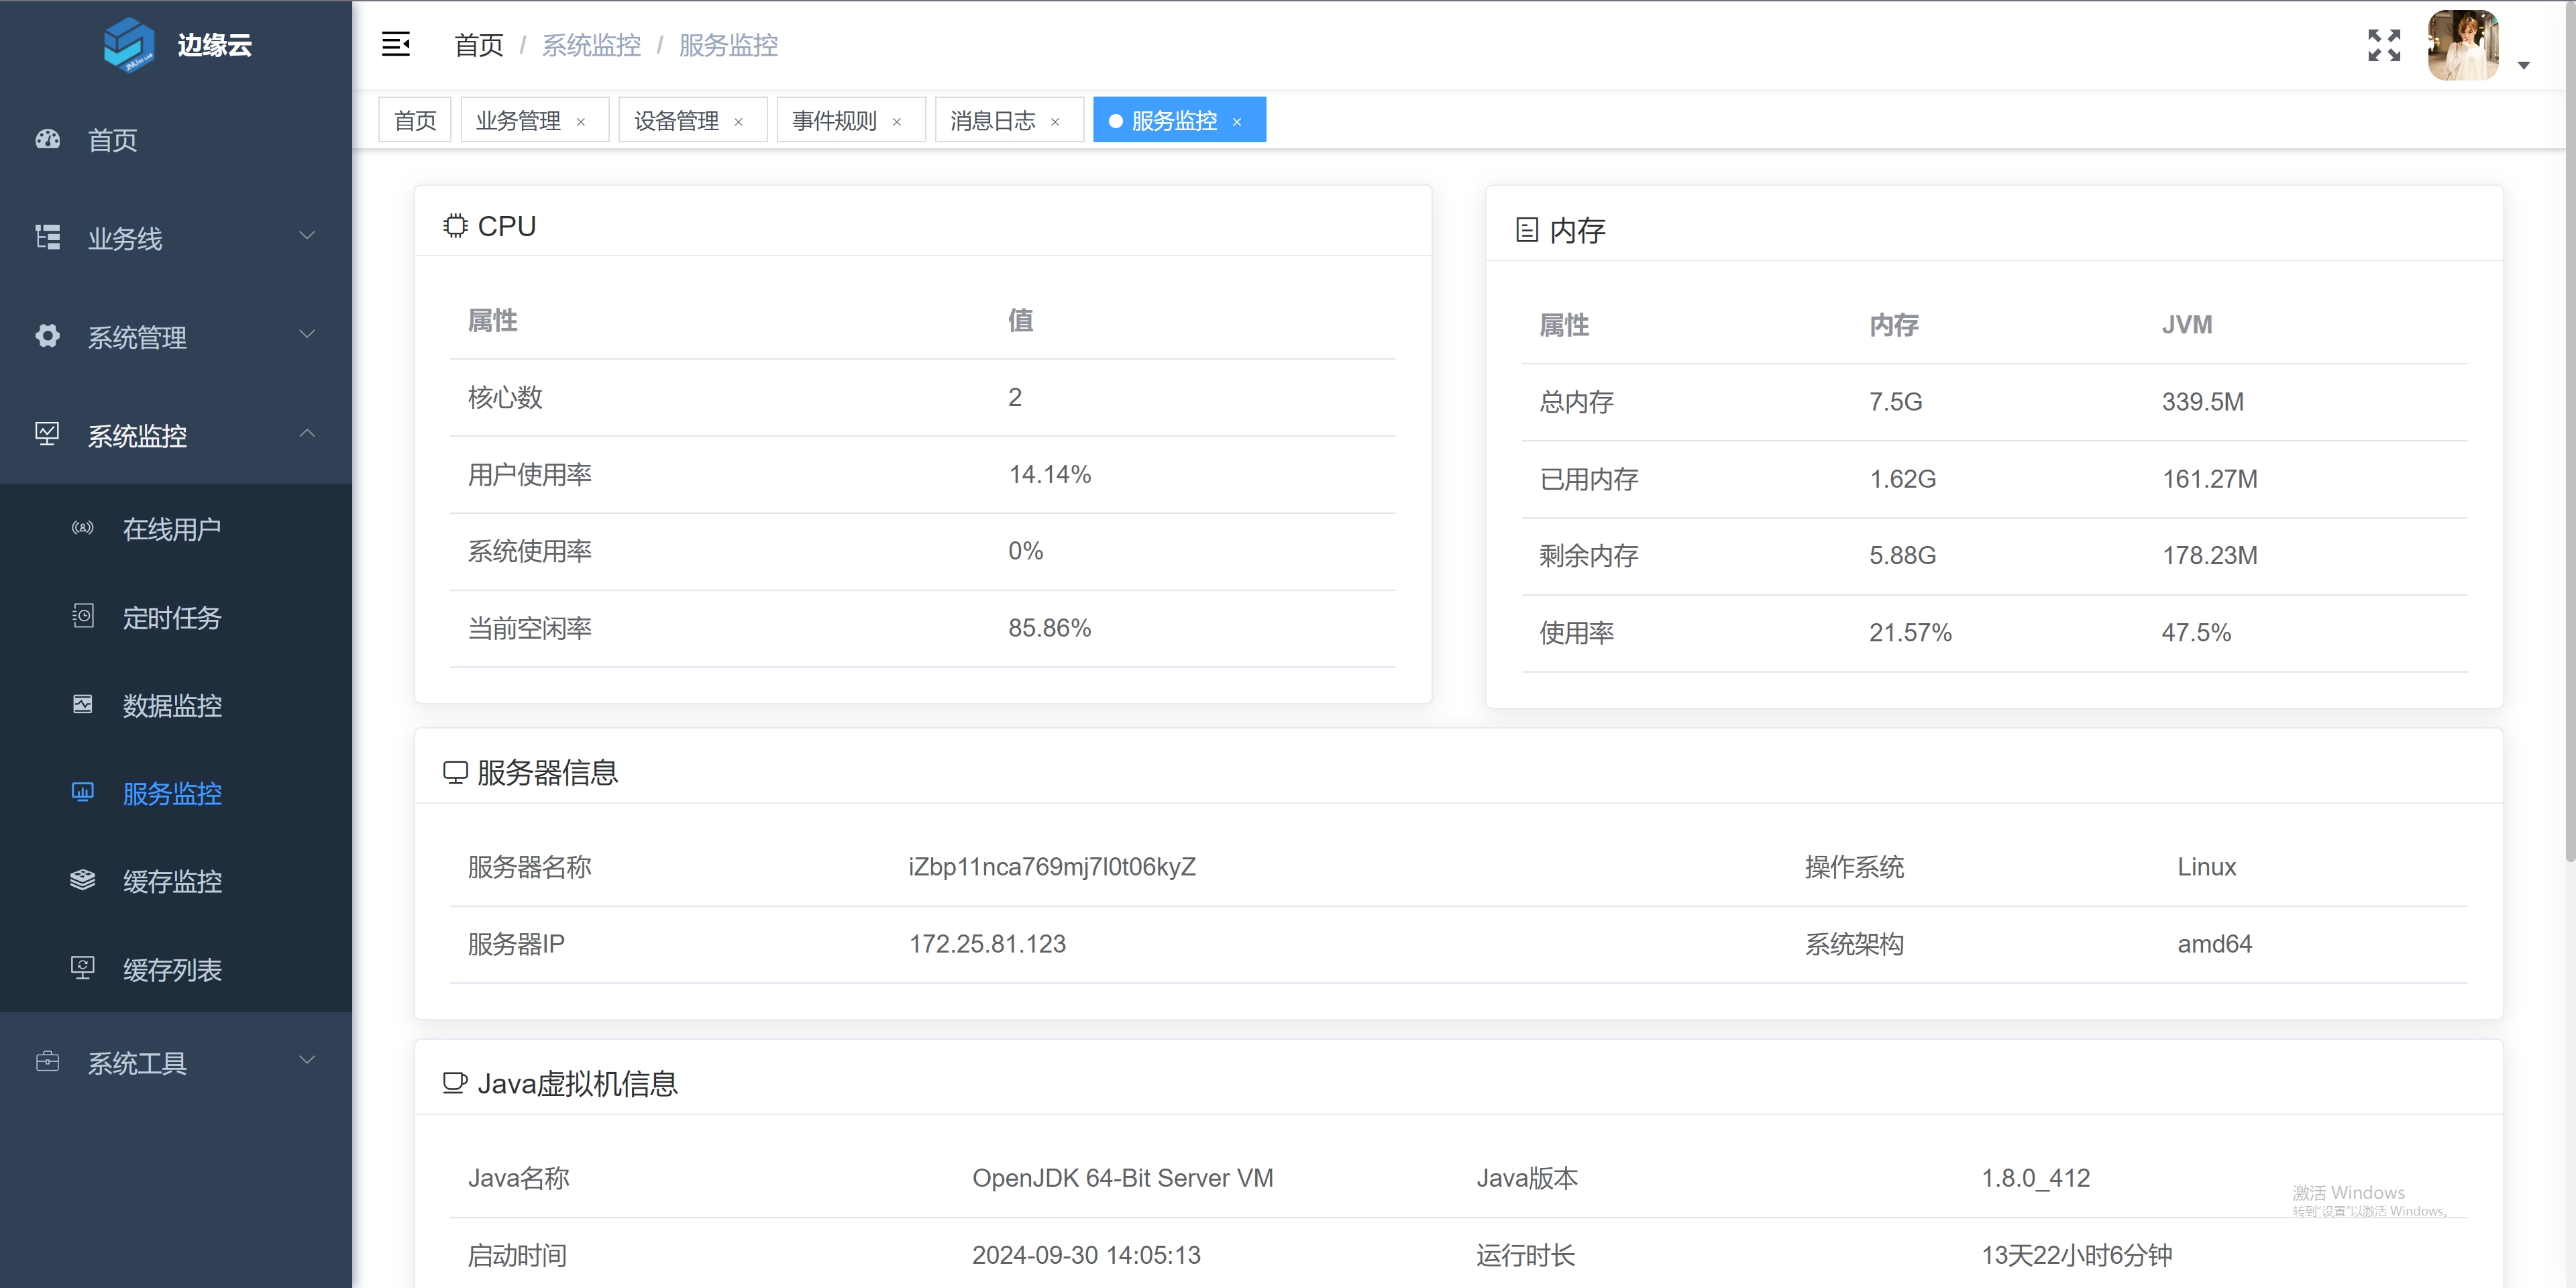 边缘云
首页
业务线
系统管理
系统监控
在线用户
定时任务
数据监控
服务监控
缓存监控
缓存列表
系统工具
首页 / 系统监控 / 服务监控
首页 业务管理 × 设备管理 × 事件规则 × 消息日志 × 服务监控 ×
CPU
属性 值
核心数 2
用户使用率 14.14%
系统使用率 0%
当前空闲率 85.86%
内存
属性 内存 JVM
总内存 7.5G 339.5M
已用内存 1.62G 161.27M
剩余内存 5.88G 178.23M
使用率 21.57% 47.5%
服务器信息
服务器名称 iZbp11nca769mj7l0t06kyZ 操作系统 Linux
服务器IP 172.25.81.123 系统架构 amd64
Java虚拟机信息
Java名称 OpenJDK 64-Bit Server VM Java版本 1.8.0_412
启动时间 2024-09-30 14:05:13 运行时长 13天22小时6分钟
激活 Windows
转到“设置”以激活 Windows。